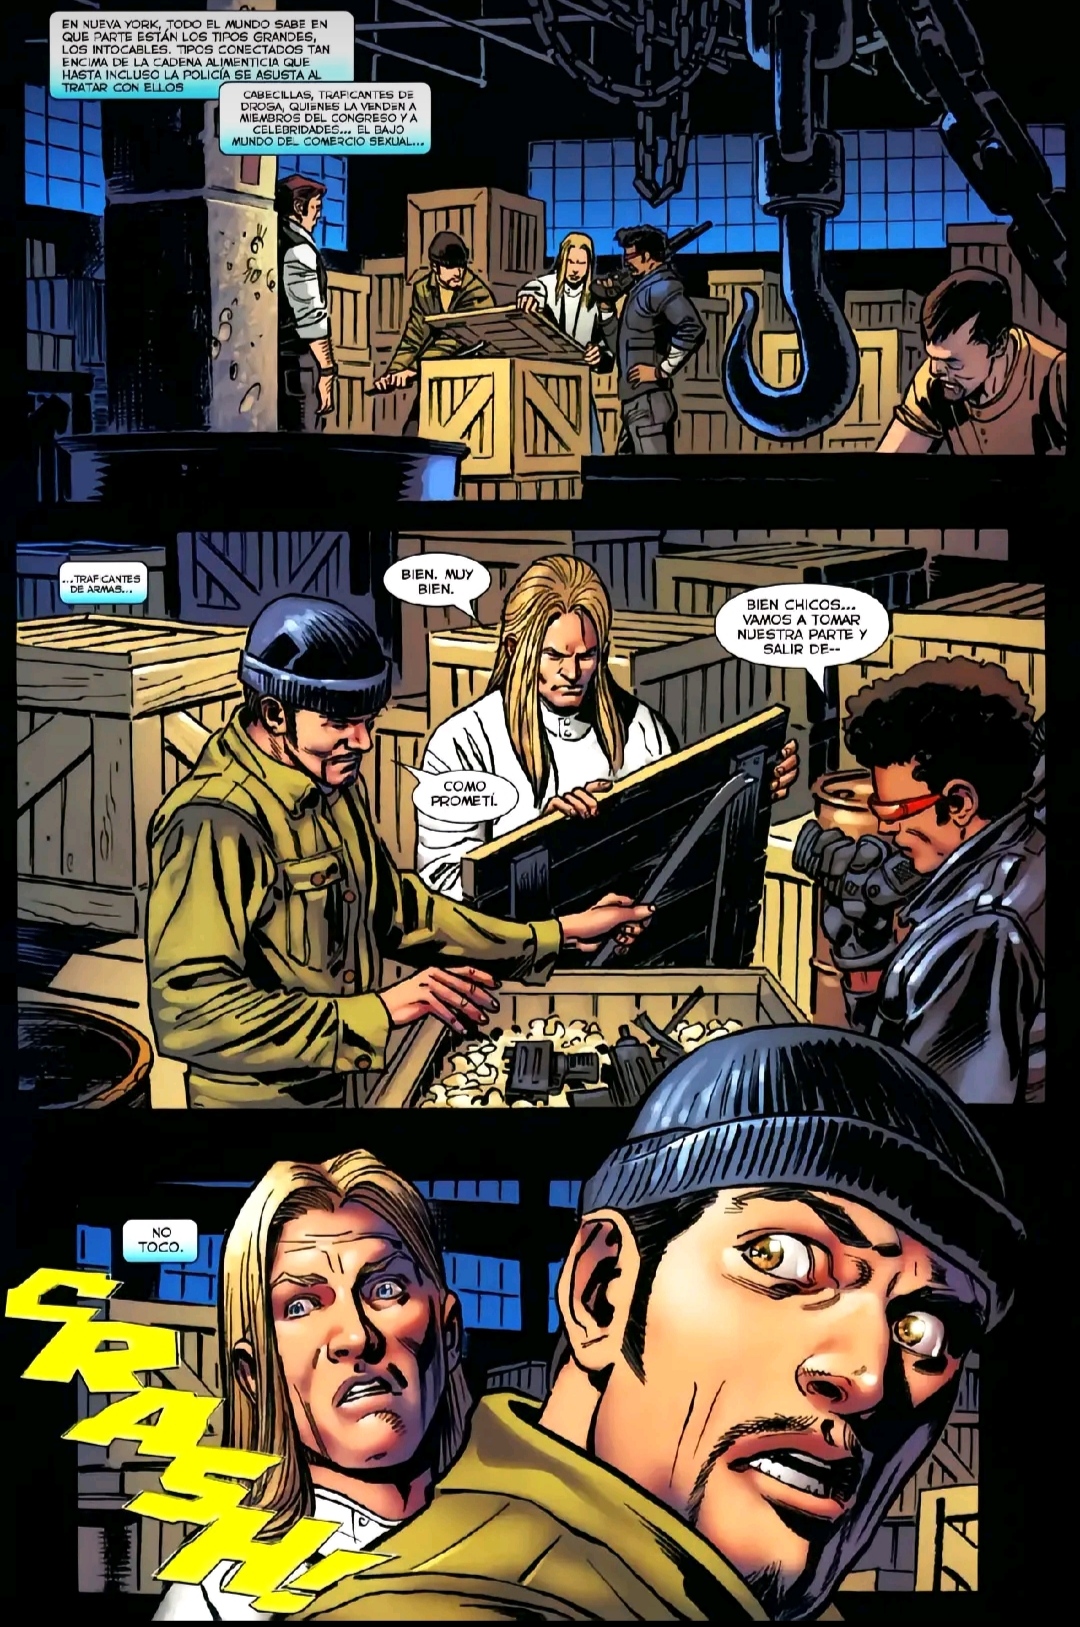 EN NUEVA YORK, TODO EL MUNDO SABE EN
QUE PARTE ESTÁN LOS TIPOS GRANDES,
LOS INTOCABLES. TIPOS CONECTADOS TAN
ENCIMA DE LA CADENA ALIMENTICIA QUE
HASTA INCLUSO LA POLICÍA SE ASUSTA AL
TRATAR CON ELLOS
CABECILLAS, TRAFICANTES DE
DROGA, QUIENES LA VENDEN A
MIEMBROS DEL CONGRESO Y A
CELEBRIDADES... EL BAJO
MUNDO DEL COMERCIO SEXUAL...
...TRAFICANTES
DE ARMAS...
BIEN. MUY
BIEN.
BIEN CHICOS...
VAMOS A TOMAR
NUESTRA PARTE Y
SALIR DE--
COMO
PROMETÍ.
NO
TOCO.
CRASH!